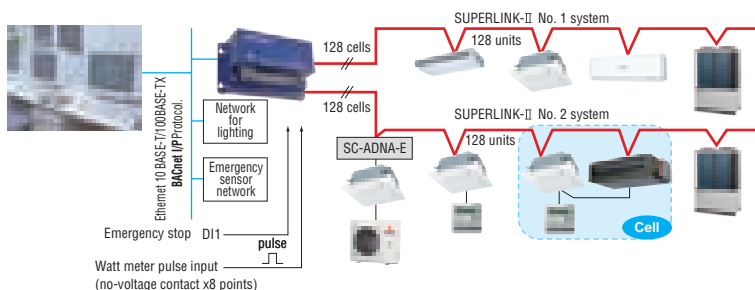 SUPERLINK-II No. 1 system
128 cells
128 units
128 cells
SUPERLINK-II No. 2 system
128 units
Ethernet 10 BASE-T/100BASE-TX
BACnet I/PProtocol.
Network
for
lighting
Emergency
sensor
network
SC-ADNA-E
Cell
Emergency stop DI1
pulse
Watt meter pulse input
(no-voltage contact x8 points)